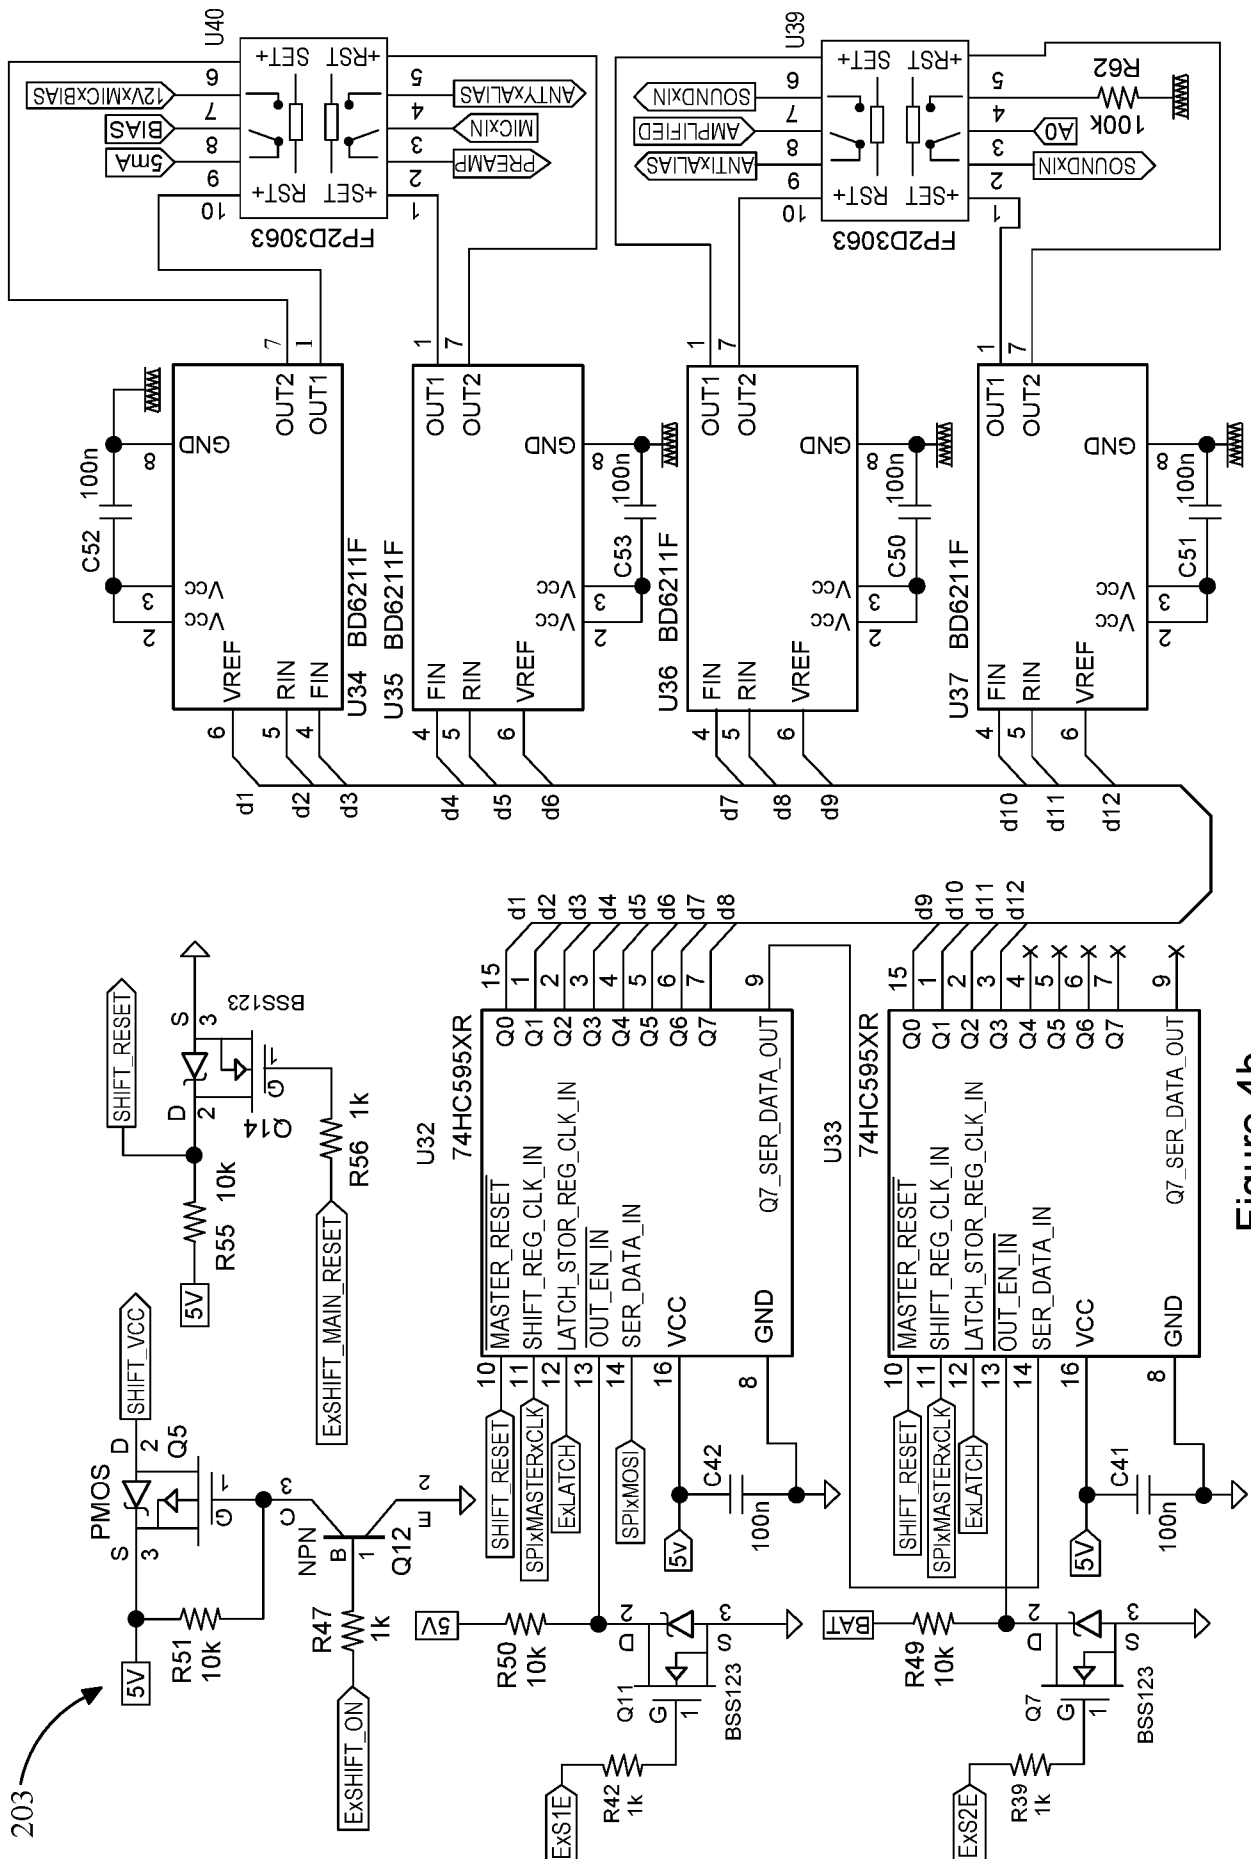 203
5V
R51
10k
PMOS
S
3
D
2
Q5
G
1
SHIFT_VCC
ExSHIFT_ON
R47
1k
NPN
B
1
C
3
Q12
E
2
5V
R55
10k
SHIFT_RESET
D
2
S
3
G
1
Q14
BSS123
ExSHIFT_MAIN_RESET
R56
1k
U32
74HC595XR
SHIFT_RESET
10
MASTER_RESET
SPIxMASTERxCLK
11
SHIFT_REG_CLK_IN
ExLATCH
12
LATCH_STOR_REG_CLK_IN
13
OUT_EN_IN
SPIxMOSI
14
SER_DATA_IN
16
VCC
8
GND
Q0
15
d1
Q1
1
d2
Q2
2
d3
Q3
3
d4
Q4
4
d5
Q5
5
d6
Q6
6
d7
Q7
7
d8
Q7_SER_DATA_OUT
9
5V
C42
100n
5V
R50
10k
ExS1E
R42
1k
Q11
G
1
D
2
S
3
BSS123
U33
74HC595XR
SHIFT_RESET
10
MASTER_RESET
SPIxMASTERxCLK
11
SHIFT_REG_CLK_IN
ExLATCH
12
LATCH_STOR_REG_CLK_IN
13
OUT_EN_IN
14
SER_DATA_IN
16
VCC
8
GND
Q0
15
d9
Q1
1
d10
Q2
2
d11
Q3
3
d12
Q4
4
Q5
5
Q6
6
Q7
7
Q7_SER_DATA_OUT
9
5V
C41
100n
BAT
R49
10k
ExS2E
R39
1k
Q7
G
1
D
2
S
3
BSS123
d1
6
VREF
d2
5
RIN
d3
4
FIN
U34
BD6211F
2
Vcc
3
Vcc
C52
100n
8
GND
OUT2
7
OUT1
1
U35
BD6211F
d4
4
FIN
d5
5
RIN
d6
6
VREF
2
Vcc
3
Vcc
C53
100n
8
GND
OUT1
1
OUT2
7
U36
BD6211F
d7
4
FIN
d8
5
RIN
d9
6
VREF
2
Vcc
3
Vcc
C50
100n
8
GND
OUT1
1
OUT2
7
U37
BD6211F
d10
4
FIN
d11
5
RIN
d12
6
VREF
2
Vcc
3
Vcc
C51
100n
8
GND
OUT1
1
OUT2
7
U40
FP2D3063
SET+
RST+
+RST
+SET
6
7
8
9
10
5
4
3
2
1
12VxMICxBIAS
BIAS
5mA
ANTYxALIAS
MICxIN
PREAMP
U39
FP2D3063
SET+
RST+
+RST
+SET
6
7
8
9
10
5
4
3
2
1
SOUNDxIN
AMPLIFIED
ANTIxALIAS
R62
100k
A0
SOUNDxIN
Figure 4b